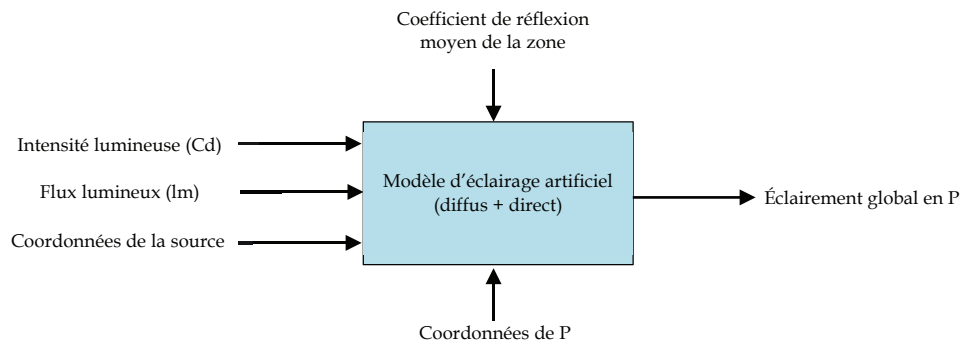 Coefficient de réflexion
moyen de la zone
Intensité lumineuse (Cd)
Flux lumineux (lm)
Coordonnées de la source
Modèle d'éclairage artificiel
(diffus + direct)
Éclairement global en P
Coordonnées de P